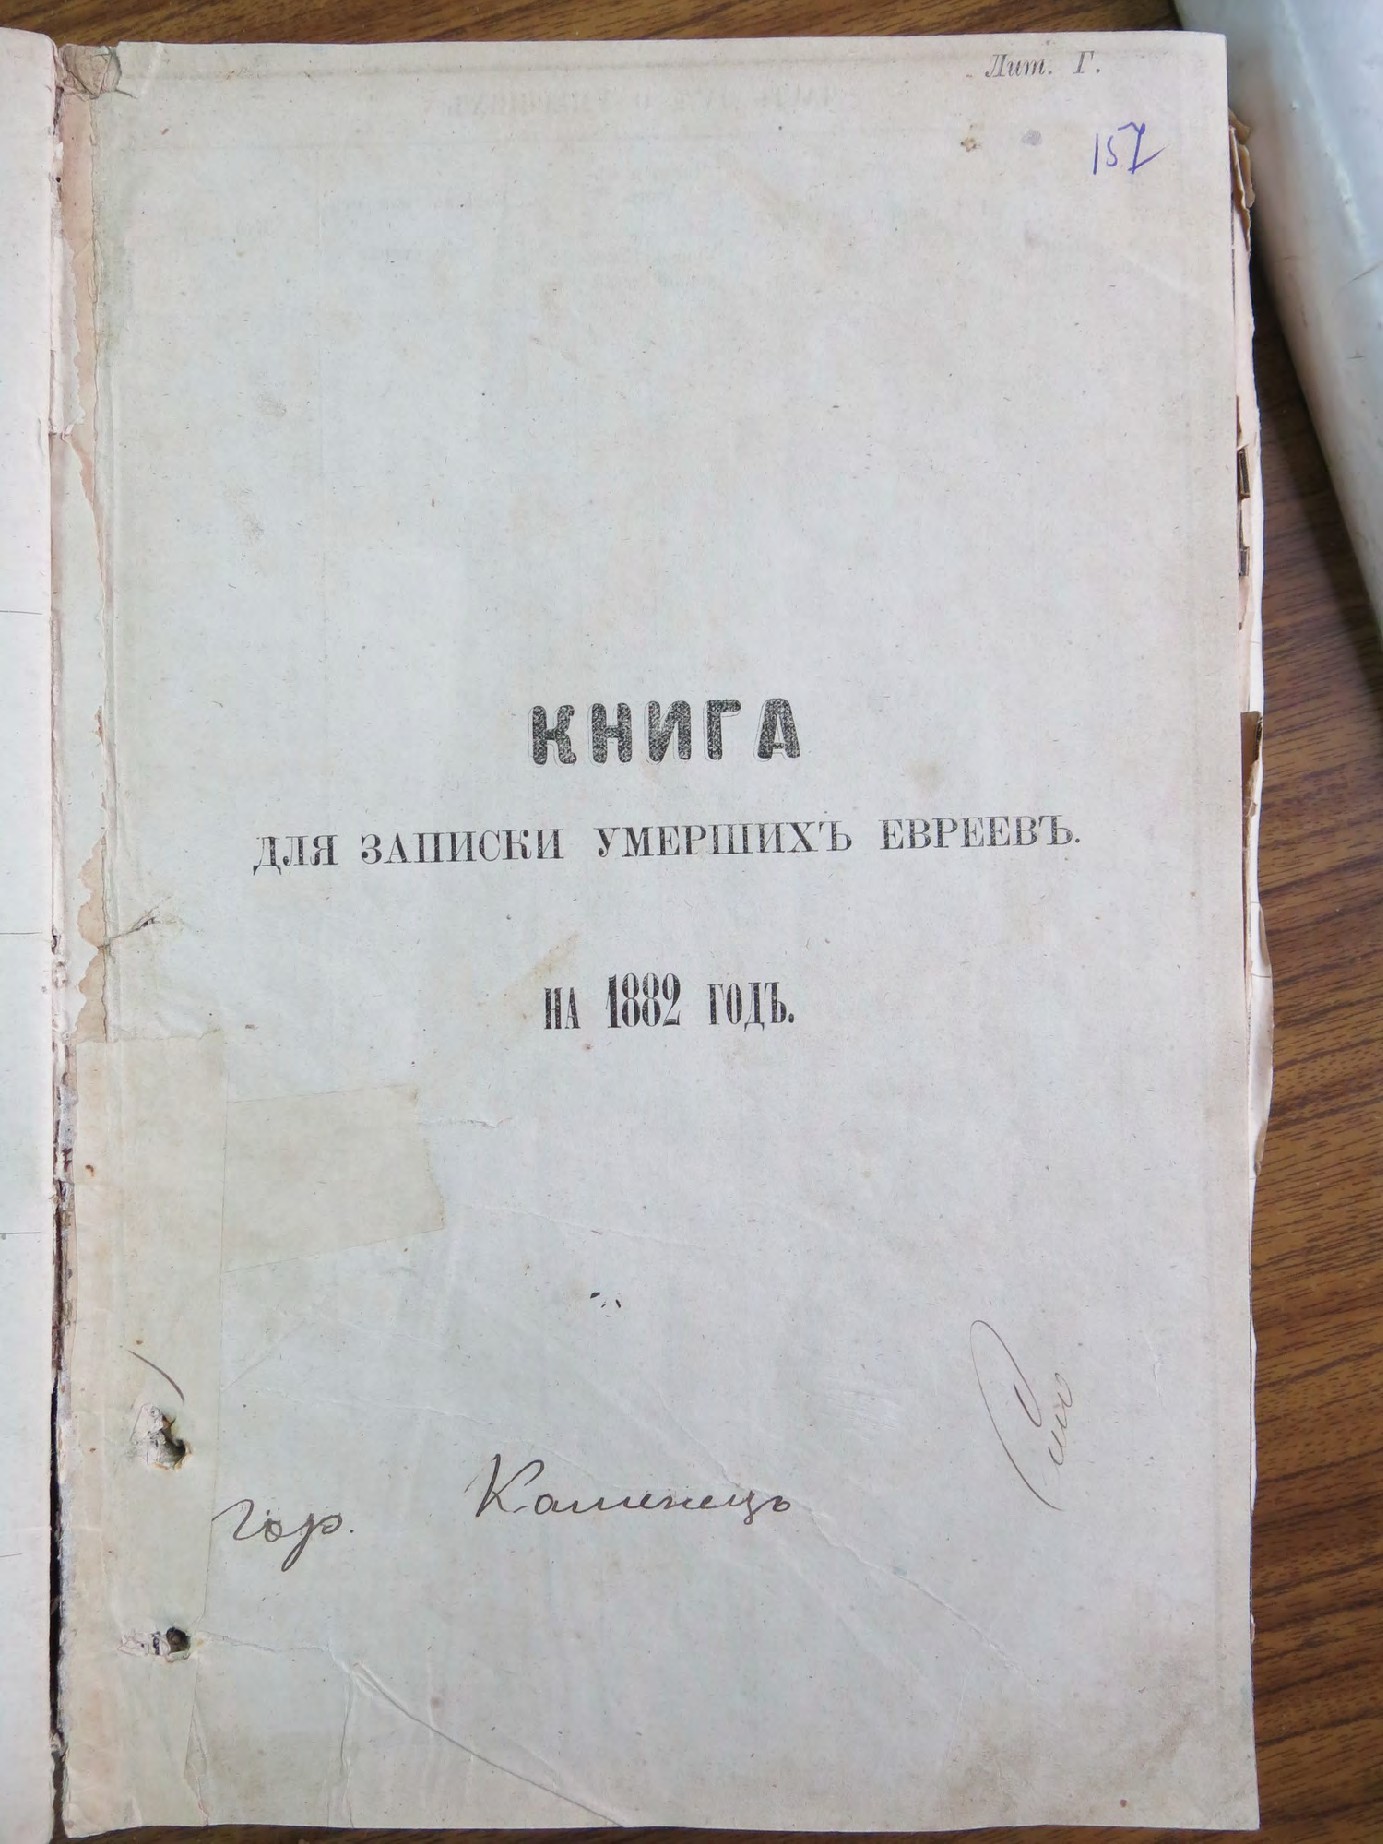 Лит. Г.
157
КНИГА
ДЛЯ ЗАПИСКИ УМЕРШИХЪ ЕВРЕЕВЪ.
НА 1882 ГОДЪ.
Гор. Каменецъ